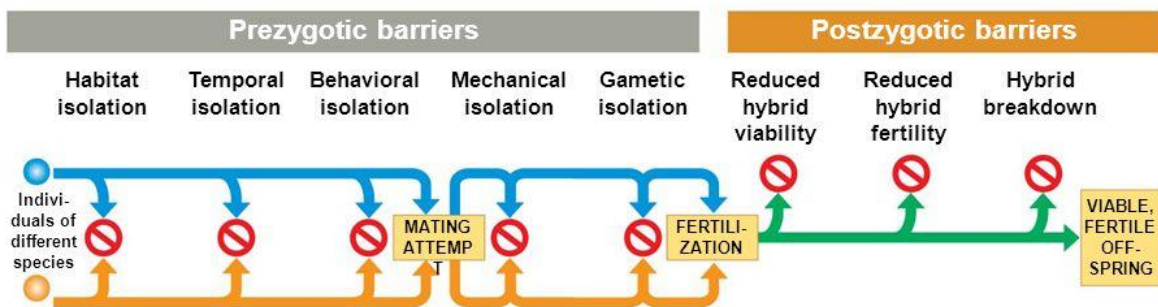 Prezygotic barriers
Postzygotic barriers
Habitat
isolation
Temporal
isolation
Behavioral
isolation
Mechanical
isolation
Gametic
isolation
Reduced
hybrid
viability
Reduced
hybrid
fertility
Hybrid
breakdown
Indivi-
duals of
different
species
MATING
ATTEMP
T
FERTILI-
ZATION
VIABLE,
FERTILE
OFF-
SPRING